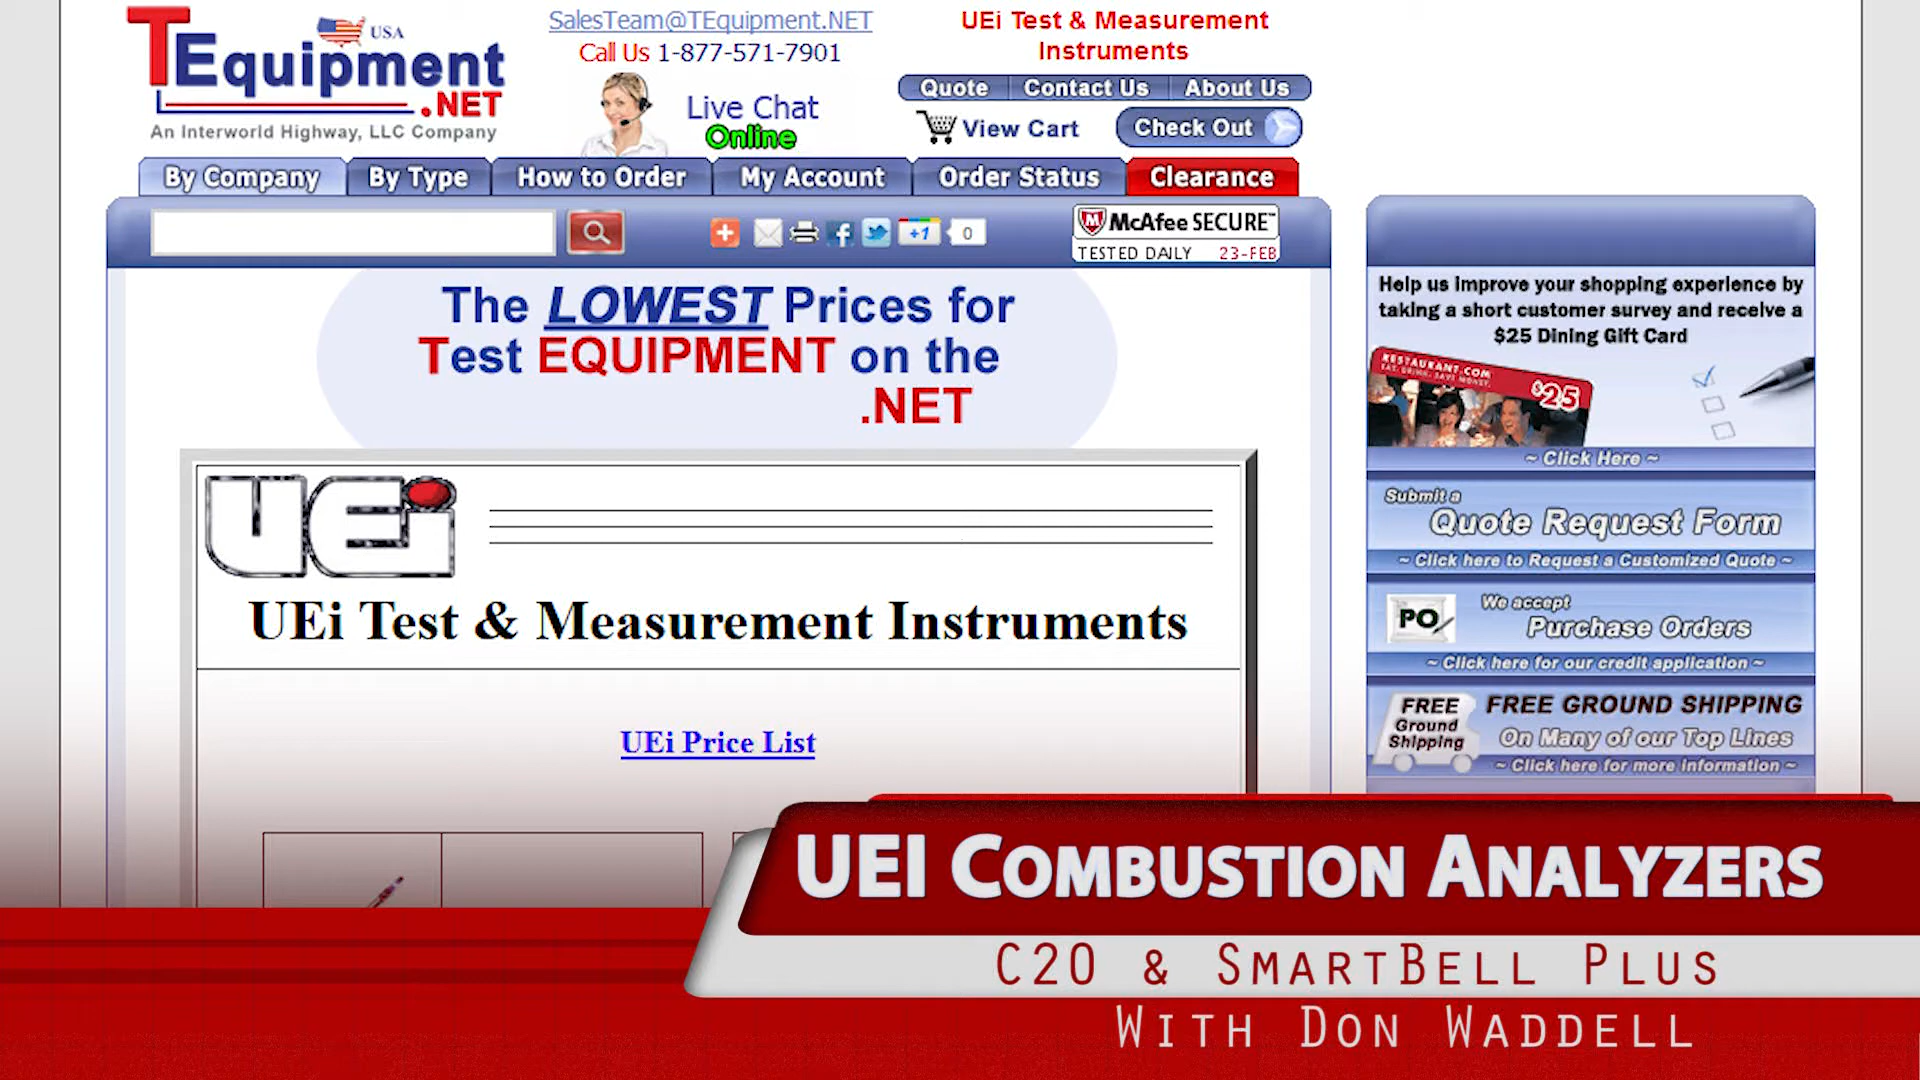 USA
TEquipment
.NET
An Interworld Highway, LLC Company
SalesTeam@TEquipment.NET
Call Us 1-877-571-7901
Live Chat
Online
UEi Test & Measurement
Instruments
Quote Contact Us About Us
View Cart Check Out
By Company By Type How to Order My Account Order Status Clearance
+1 0
McAfee SECURE™
TESTED DAILY 23-FEB
The LOWEST Prices for
Test EQUIPMENT on the
.NET
UEi
UEi Test & Measurement Instruments
UEi Price List
Help us improve your shopping experience by
taking a short customer survey and receive a
$25 Dining Gift Card
RESTAURANT.COM
EAT. DRINK. SAVE MONEY.
$25
~ Click Here ~
Submit a
Quote Request Form
~ Click here to Request a Customized Quote ~
PO
We accept
Purchase Orders
~ Click here for our credit application ~
FREE
Ground
Shipping
FREE GROUND SHIPPING
On Many of our Top Lines
~ Click here for more information ~
UEI COMBUSTION ANALYZERS
C20 & SMARTBELL PLUS
WITH DON WADDELL